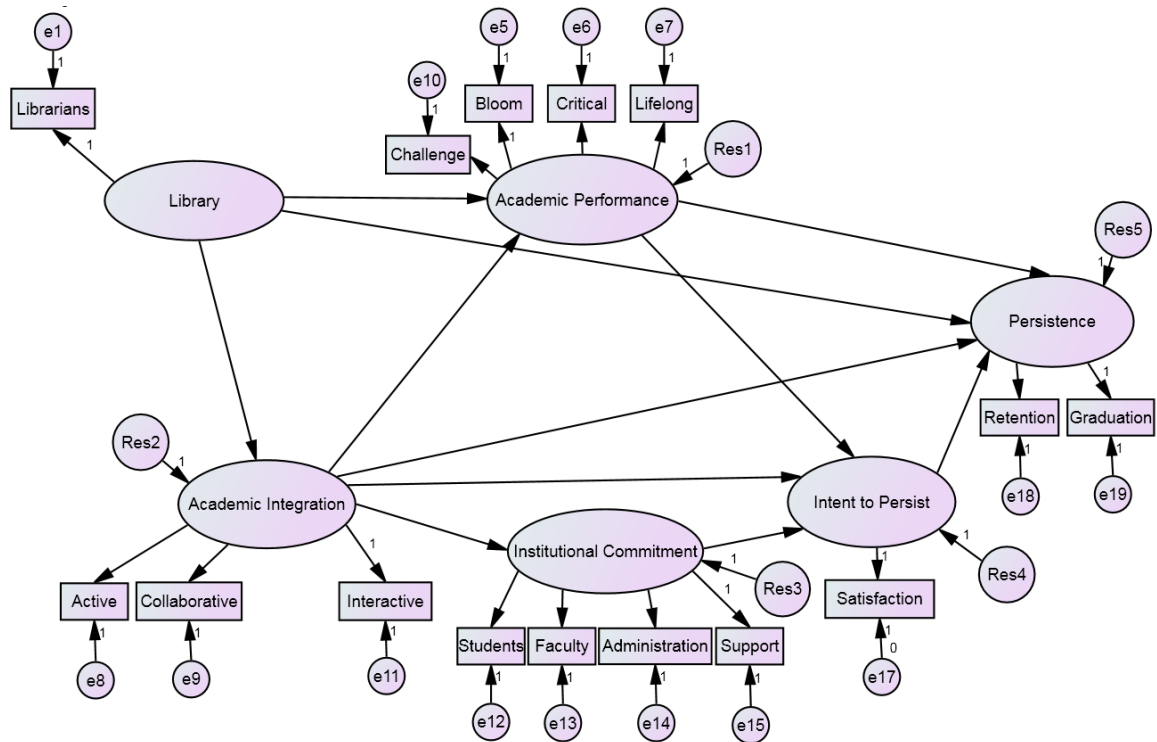 e1
1
Librarians
1
e5
e6
e7
1
1
1
e10
1
Bloom
Critical
Lifelong
Challenge
1
Res1
1
Library
Academic Performance
Res5
1
Persistence
1
Retention
Graduation
1
1
e18
e19
Res2
1
Academic Integration
Intent to Persist
1
Institutional Commitment
1
1
Res3
1
Res4
Active
Collaborative
Interactive
1
Satisfaction
1
1
1
Students
Faculty
Administration
Support
1
0
e8
e9
e11
1
1
1
1
e17
e12
e13
e14
e15